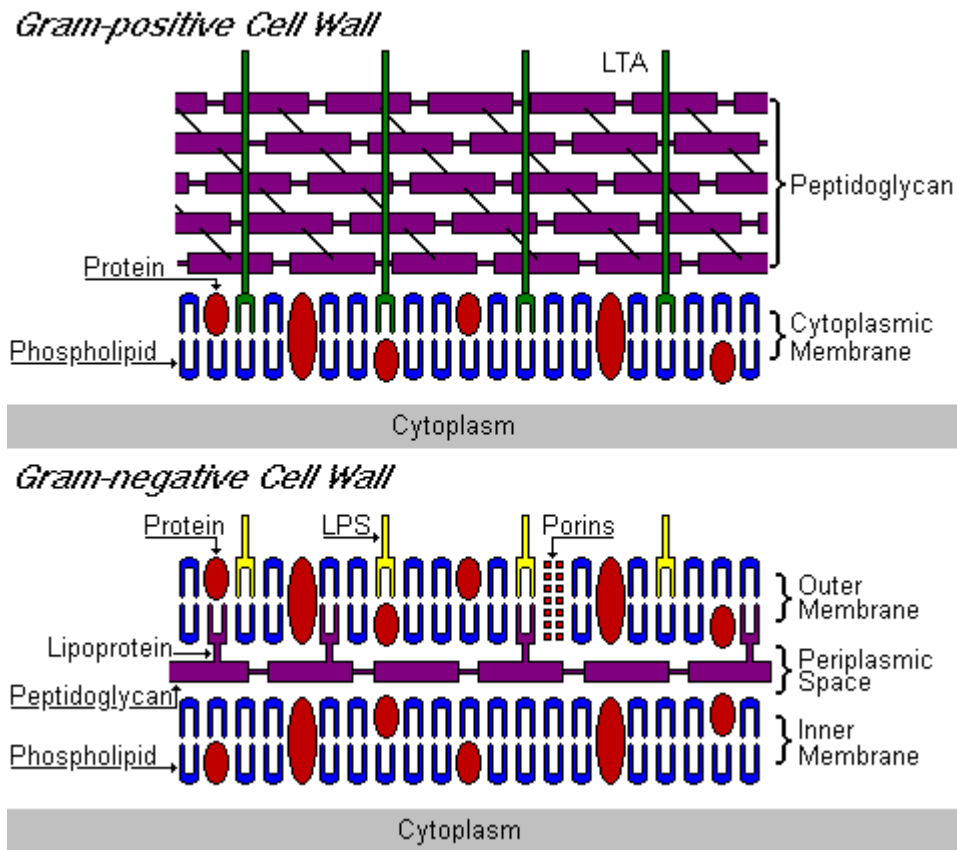 Gram-positive Cell Wall
LTA
Peptidoglycan
Protein
Cytoplasmic
Membrane
Phospholipid
Cytoplasm
Gram-negative Cell Wall
Protein
LPS
Porins
Outer
Membrane
Lipoprotein
Periplasmic
Space
Peptidoglycan
Inner
Membrane
Phospholipid
Cytoplasm